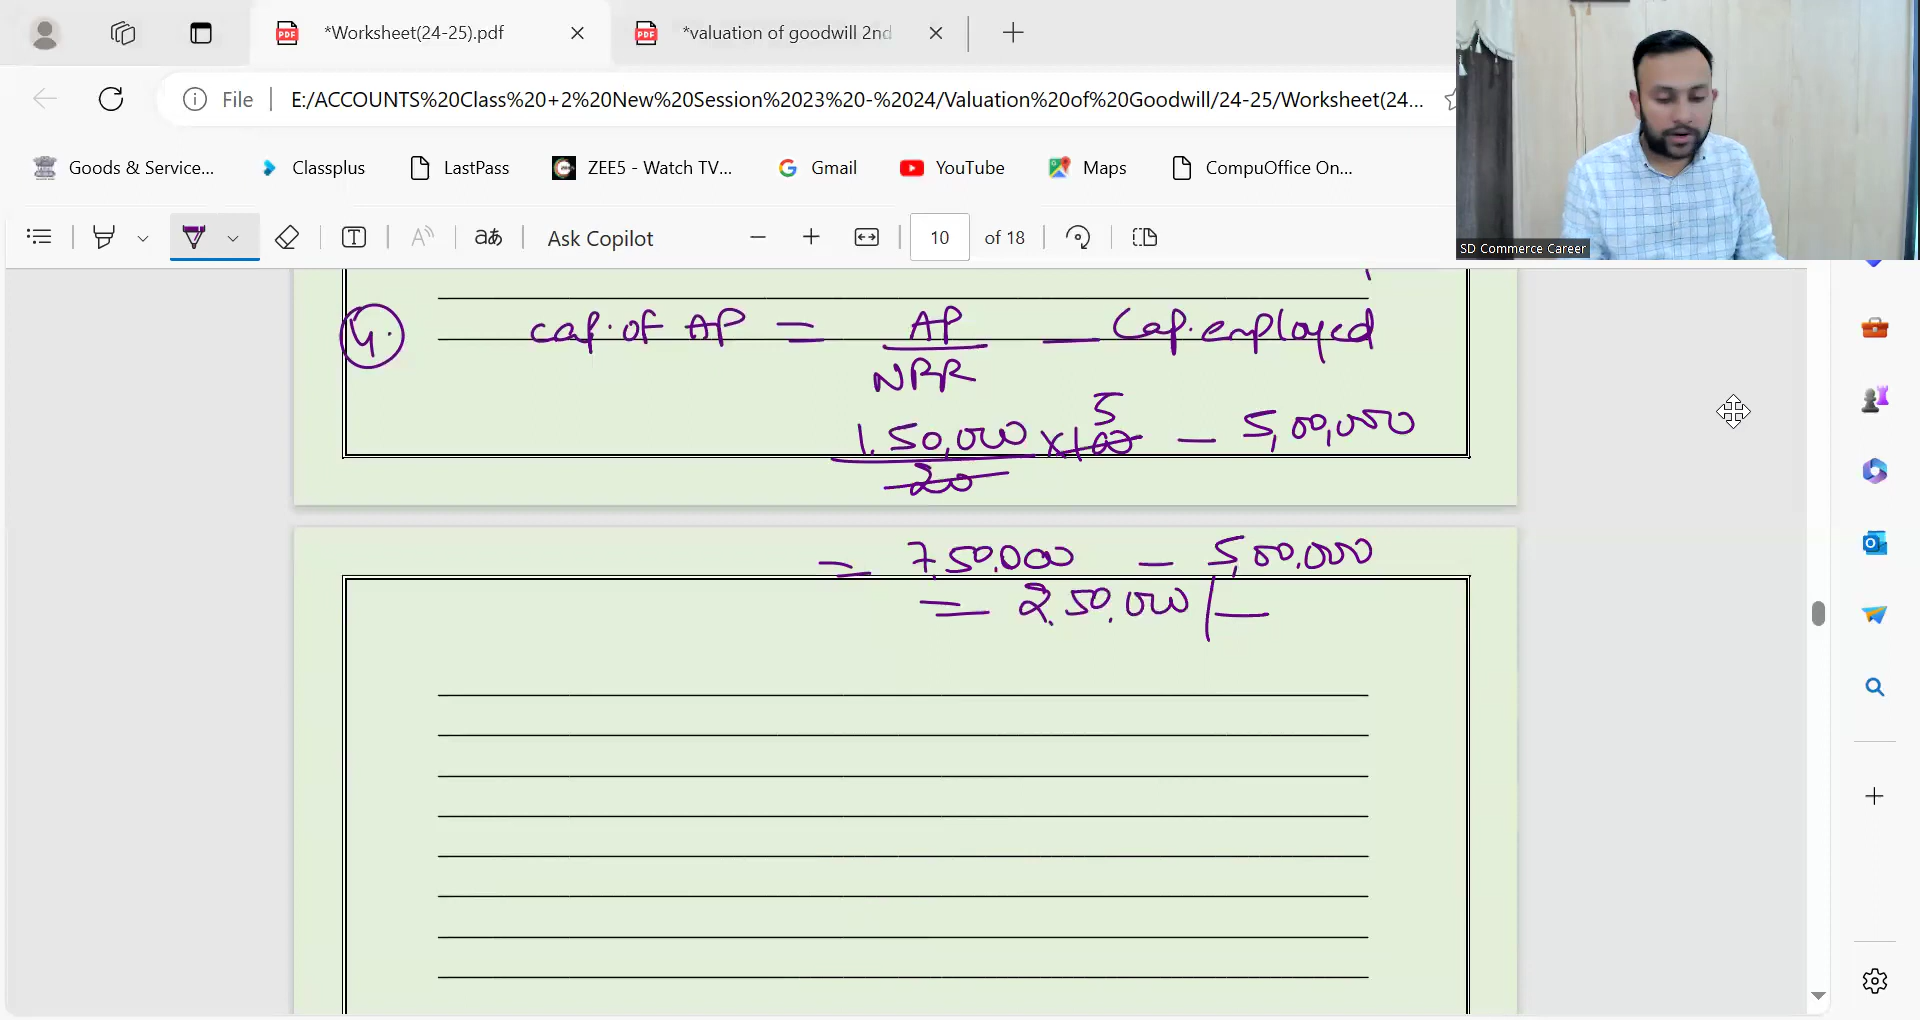 *Worksheet(24-25).pdf
*valuation of goodwill 2nd
File
E:/ACCOUNTS%20Class%20+2%20New%20Session%2023%20-%2024/Valuation%20of%20Goodwill/24-25/Worksheet(24...
Goods & Service...
Classplus
LastPass
ZEE5 - Watch TV...
Gmail
YouTube
Maps
CompuOffice On...
Ask Copilot
10 of 18
SD Commerce Career
4. cap. of AP = AP / NRR — Cap. employed
1,50,000 / 20 × 100 5 — 5,00,000
= 7,50,000 — 5,00,000
= 2,50,000/—